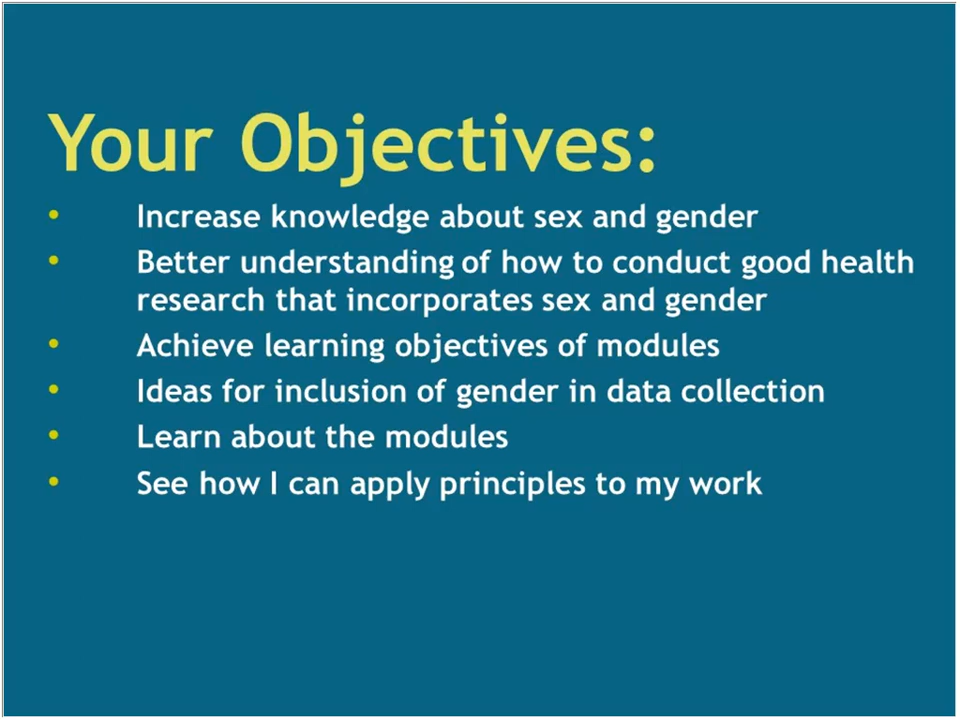 Your Objectives:
• Increase knowledge about sex and gender
• Better understanding of how to conduct good health
research that incorporates sex and gender
• Achieve learning objectives of modules
• Ideas for inclusion of gender in data collection
• Learn about the modules
• See how I can apply principles to my work